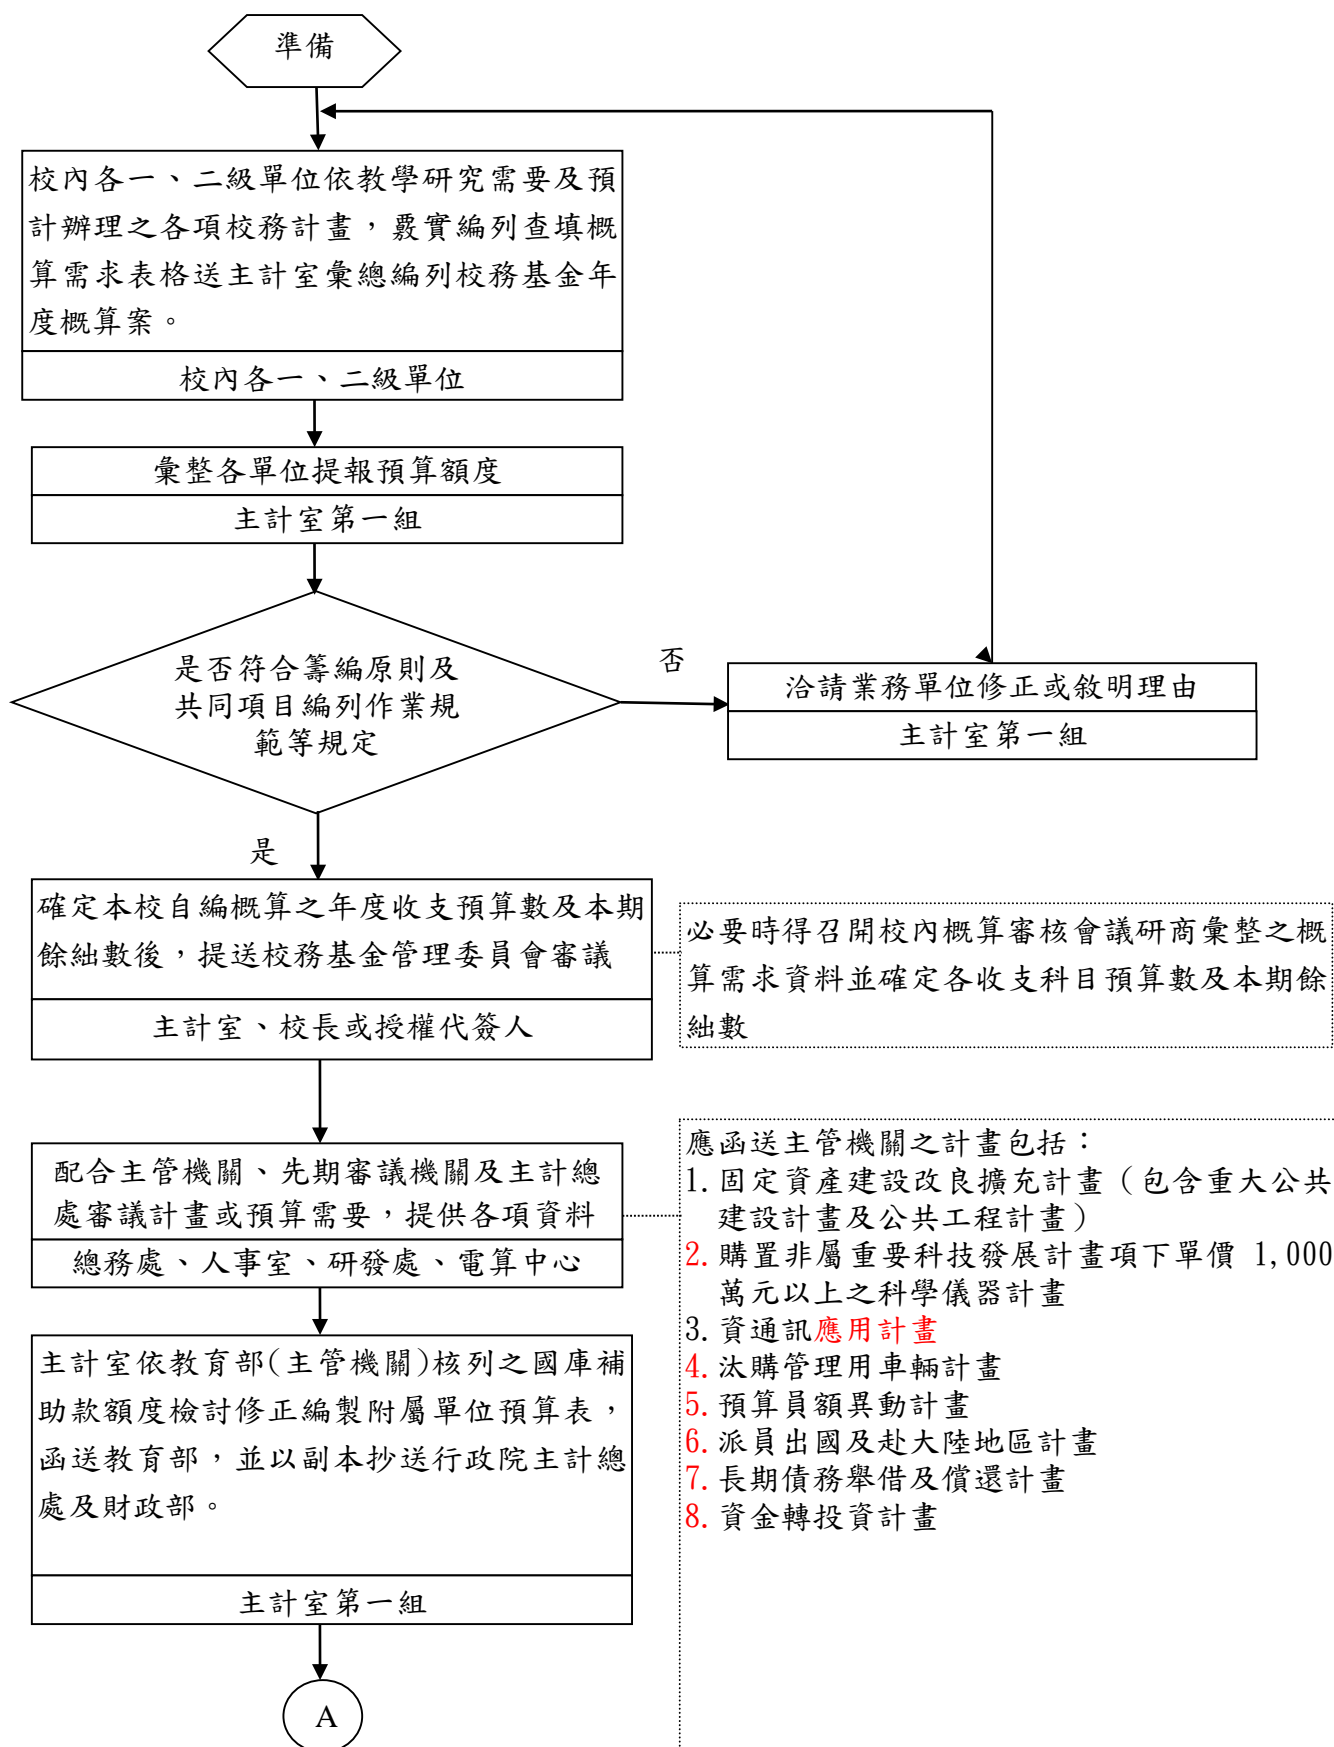 準備
校內各一、二級單位依教學研究需要及預
計辦理之各項校務計畫，覈實編列查填概
算需求表格送主計室彙總編列校務基金年
度概算案。
校內各一、二級單位
彙整各單位提報預算額度
主計室第一組
是否符合籌編原則及
共同項目編列作業規
範等規定
否
洽請業務單位修正或敘明理由
主計室第一組
是
確定本校自編概算之年度收支預算數及本期
餘絀數後，提送校務基金管理委員會審議
主計室、校長或授權代簽人
必要時得召開校內概算審核會議研商彙整之概
算需求資料並確定各收支科目預算數及本期餘
絀數
配合主管機關、先期審議機關及主計總
處審議計畫或預算需要，提供各項資料
總務處、人事室、研發處、電算中心
應函送主管機關之計畫包括：
1.固定資產建設改良擴充計畫（包含重大公共
建設計畫及公共工程計畫）
2.購置非屬重要科技發展計畫項下單價 1,000
萬元以上之科學儀器計畫
3.資通訊應用計畫
4.汰購管理用車輛計畫
5.預算員額異動計畫
6.派員出國及赴大陸地區計畫
7.長期債務舉借及償還計畫
8.資金轉投資計畫
主計室依教育部(主管機關)核列之國庫補
助款額度檢討修正編製附屬單位預算表，
函送教育部，並以副本抄送行政院主計總
處及財政部。
主計室第一組
A